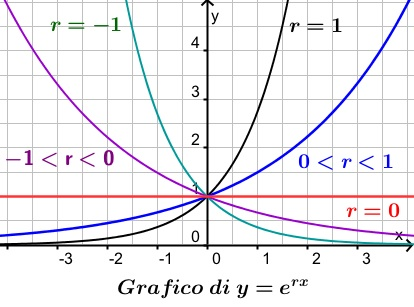 y
r = −1
r = 1
4
3
2
−1 < r < 0
0 < r < 1
1
r = 0
0
x
-3 -2 -1 0 1 2 3
Grafico di y = e^{rx}